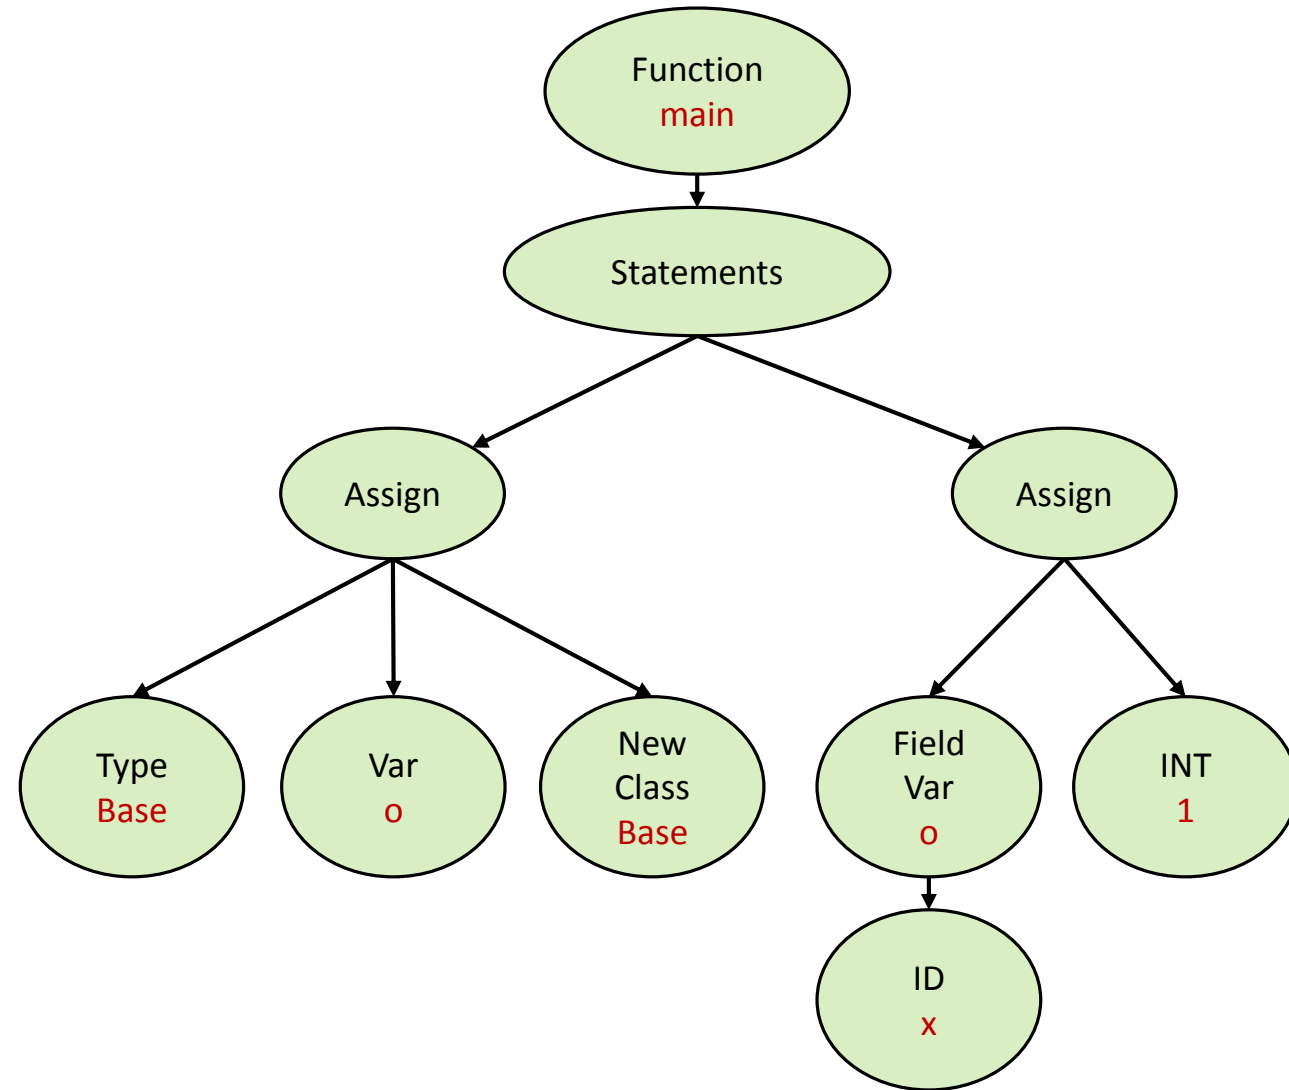 Function
main
Statements
Assign
Assign
Type
Base
Var
o
New
Class
Base
Field
Var
o
INT
1
ID
x